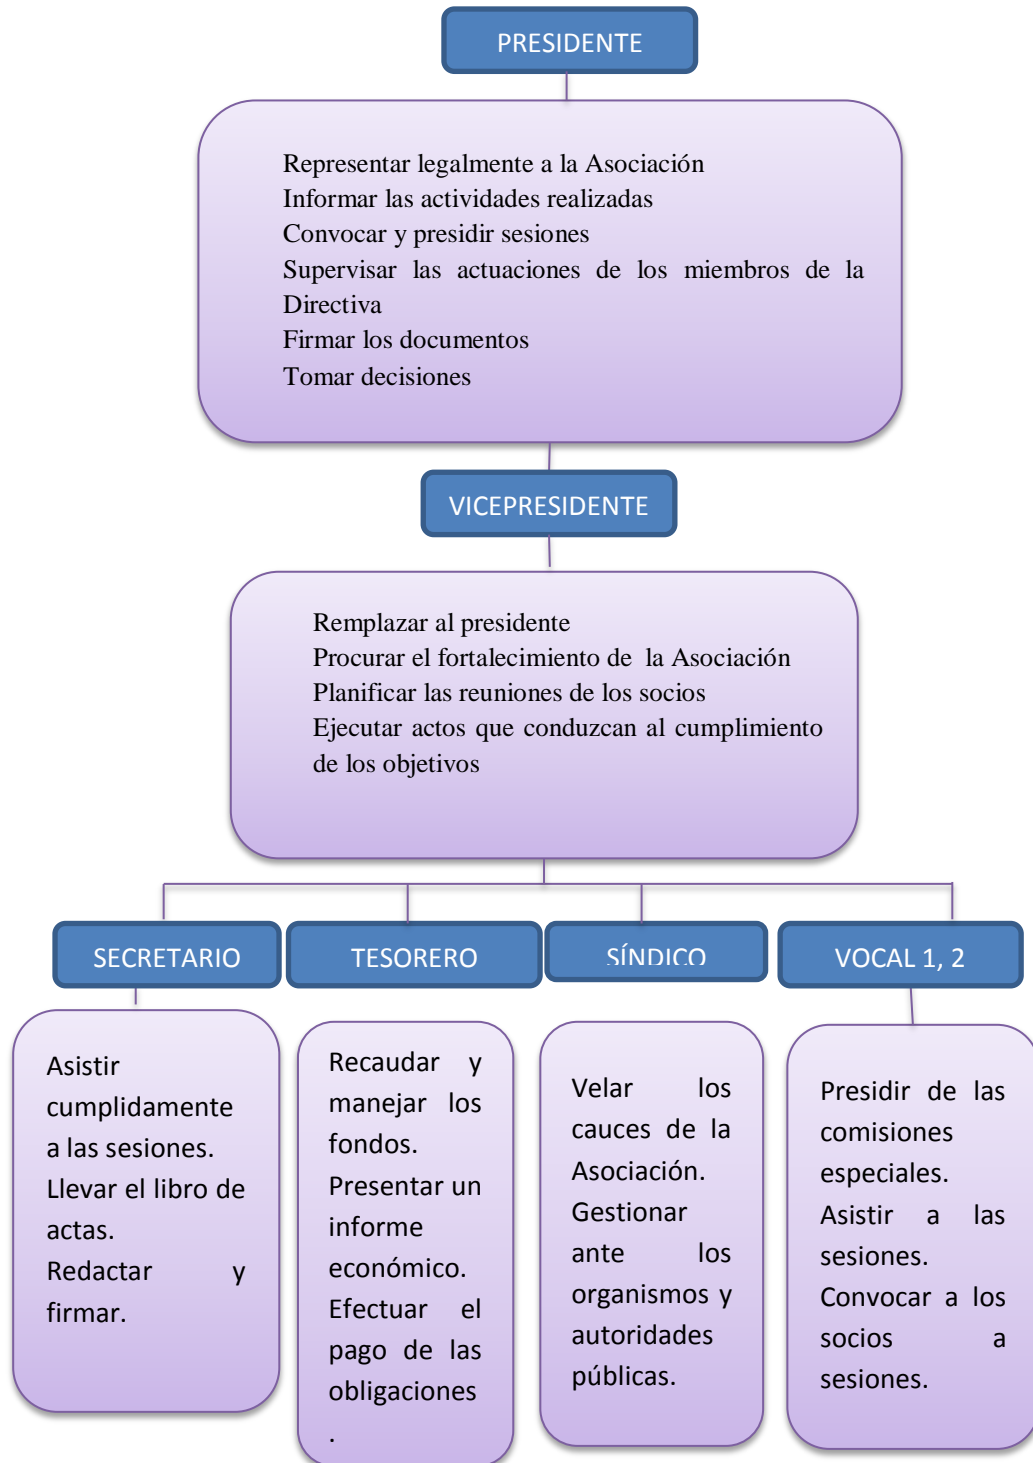 PRESIDENTE
Representar legalmente a la Asociación
Informar las actividades realizadas
Convocar y presidir sesiones
Supervisar las actuaciones de los miembros de la
Directiva
Firmar los documentos
Tomar decisiones
VICEPRESIDENTE
Remplazar al presidente
Procurar el fortalecimiento de la Asociación
Planificar las reuniones de los socios
Ejecutar actos que conduzcan al cumplimiento
de los objetivos
SECRETARIO
Asistir
cumplidamente
a las sesiones.
Llevar el libro de
actas.
Redactar y
firmar.
TESORERO
Recaudar y
manejar los
fondos.
Presentar un
informe
económico.
Efectuar el
pago de las
obligaciones
.
SÍNDICO
Velar los
cauces de la
Asociación.
Gestionar
ante los
organismos y
autoridades
públicas.
VOCAL 1, 2
Presidir de las
comisiones
especiales.
Asistir a las
sesiones.
Convocar a los
socios a
sesiones.